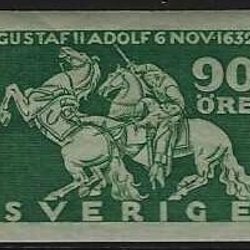 GUSTAF II ADOLF 6 NOV·1632
90
ÖRE
SVERIGE